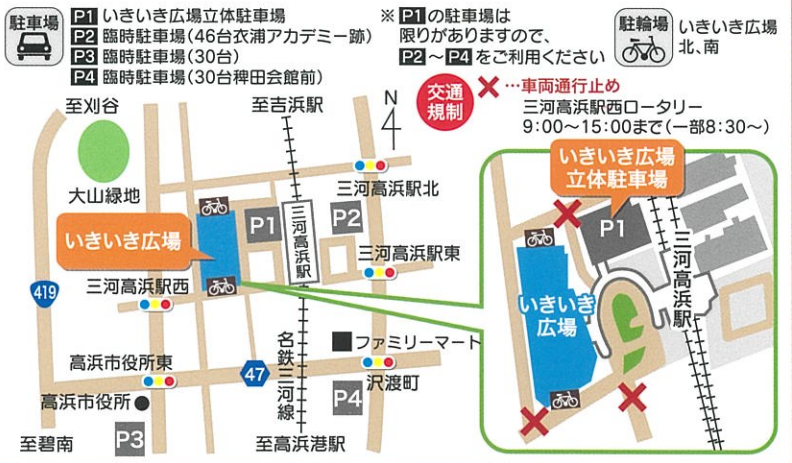 駐車場
P1 いきいき広場立体駐車場
P2 臨時駐車場(46台衣浦アカデミー跡)
P3 臨時駐車場(30台)
P4 臨時駐車場(30台稗田会館前)
※ P1の駐車場は
限りがありますので、
P2～P4をご利用ください
駐輪場
いきいき広場
北、南
交通
規制
…車両通行止め
三河高浜駅西ロータリー
9:00～15:00まで(一部8:30～)
至刈谷
至吉浜駅
N
大山緑地
三河高浜駅北
いきいき広場
P1
三河高浜駅
P2
三河高浜駅東
419
三河高浜駅西
名鉄三河線
ファミリーマート
高浜市役所東
47
沢渡町
高浜市役所
P4
至碧南
P3
至高浜港駅
いきいき広場
立体駐車場
P1
三河高浜駅
いきいき
広場